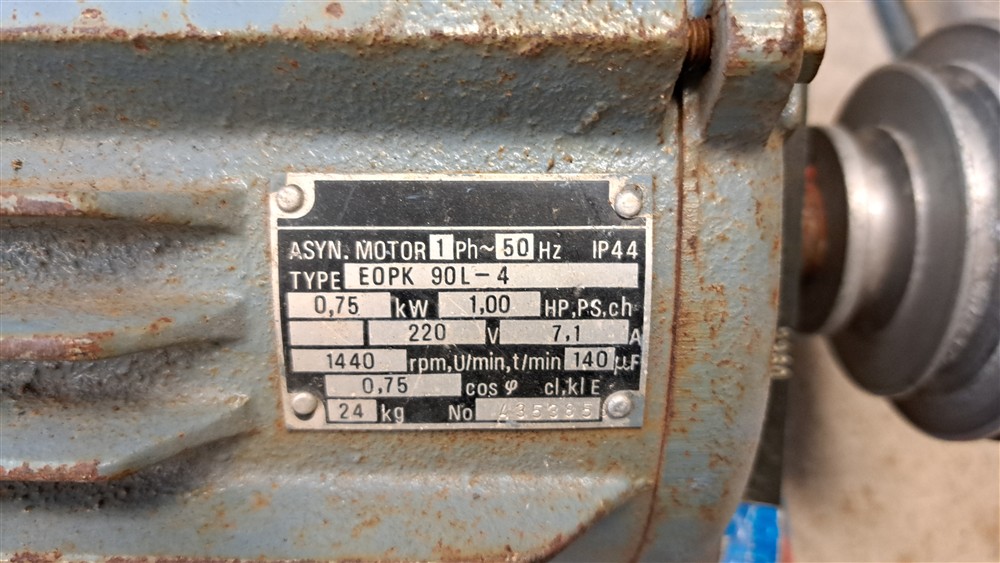 ASYN. MOTOR 1 Ph~ 50 Hz IP44
TYPE EOPK 90L-4
0,75 kW 1,00 HP,PS,ch
220 V 7,1 A
1440 rpm,U/min,t/min 140 µF
0,75 cos φ cl,kl E
24 kg No A35365